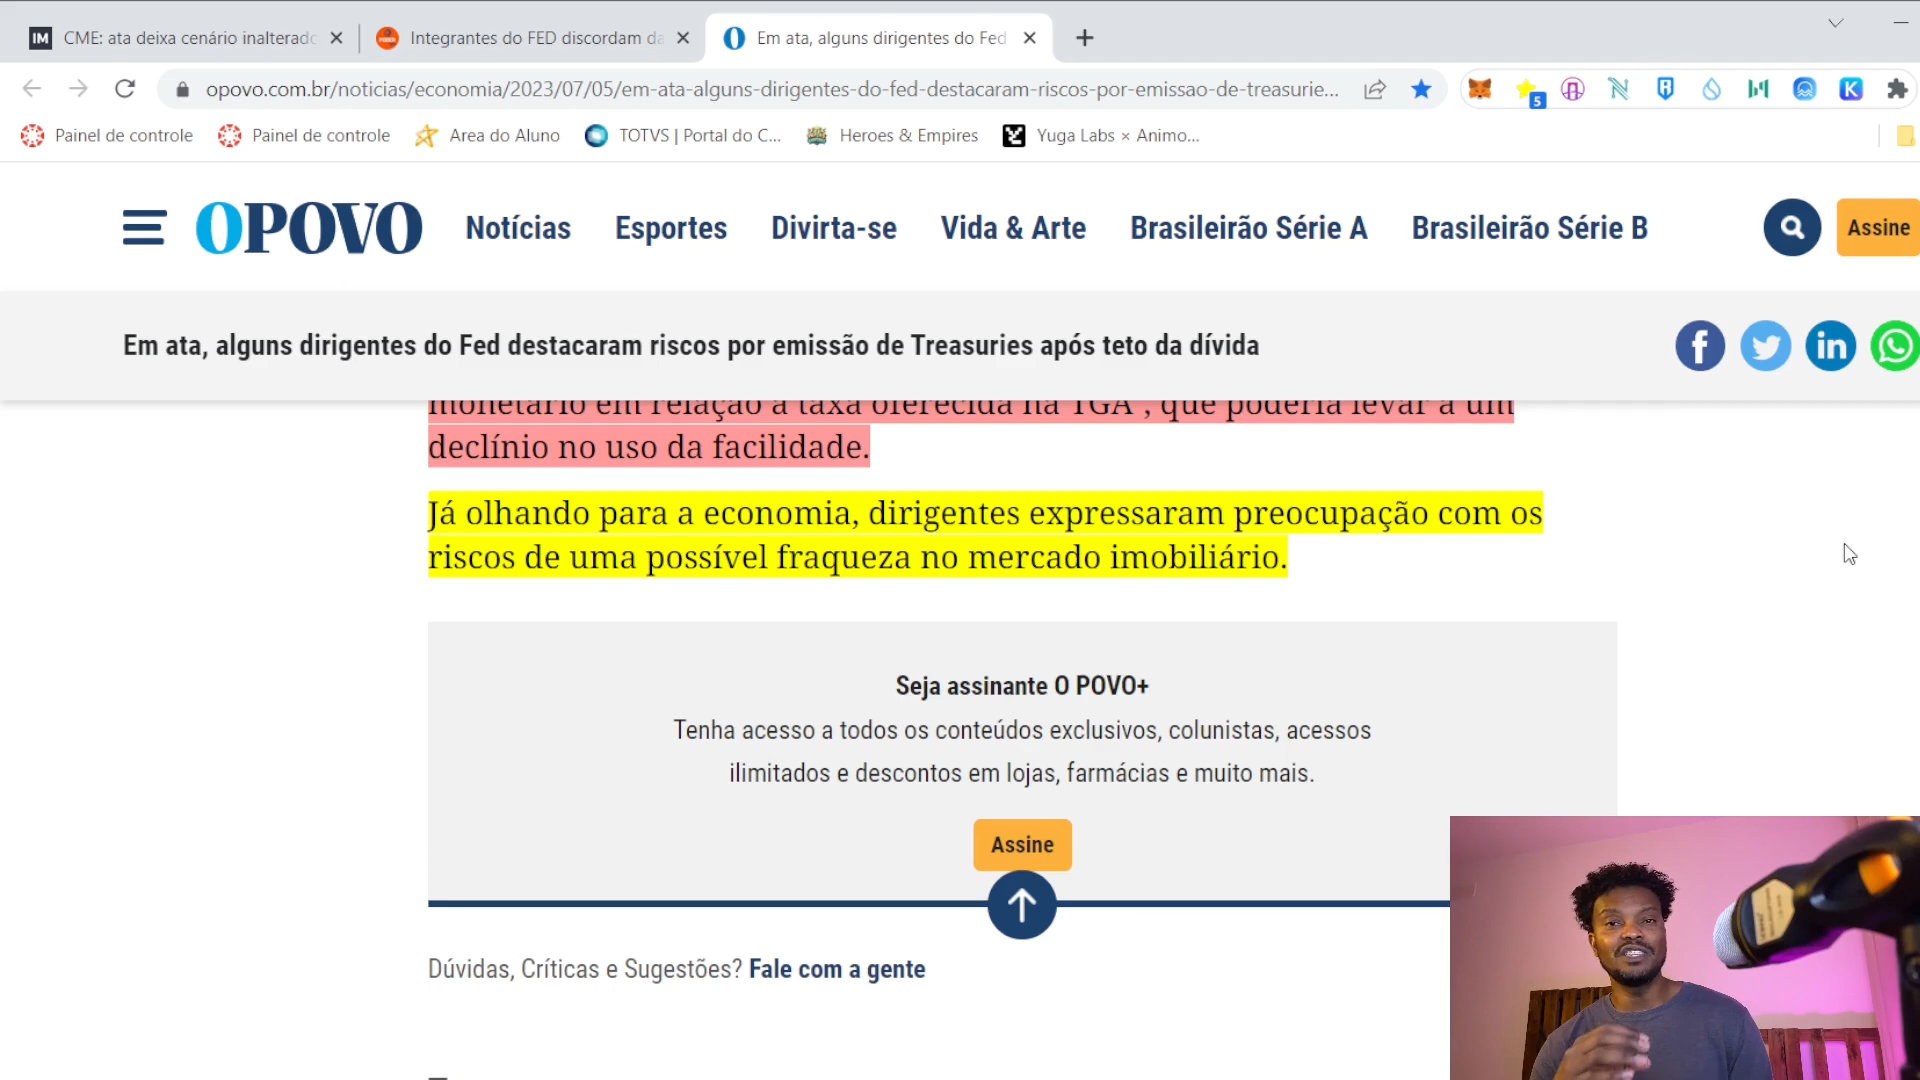 IM CME: ata deixa cenário inalterado
Integrantes do FED discordam da
Em ata, alguns dirigentes do Fed
opovo.com.br/noticias/economia/2023/07/05/em-ata-alguns-dirigentes-do-fed-destacaram-riscos-por-emissao-de-treasurie...
5
K
Painel de controle
Painel de controle
Area do Aluno
TOTVS | Portal do C...
Heroes & Empires
Yuga Labs × Animo...
OPOVO
Notícias
Esportes
Divirta-se
Vida & Arte
Brasileirão Série A
Brasileirão Série B
Assine
Em ata, alguns dirigentes do Fed destacaram riscos por emissão de Treasuries após teto da dívida
monetário em relação à taxa oferecida na TGA , que poderia levar a um
declínio no uso da facilidade.
Já olhando para a economia, dirigentes expressaram preocupação com os
riscos de uma possível fraqueza no mercado imobiliário.
Seja assinante O POVO+
Tenha acesso a todos os conteúdos exclusivos, colunistas, acessos
ilimitados e descontos em lojas, farmácias e muito mais.
Assine
Dúvidas, Críticas e Sugestões? Fale com a gente